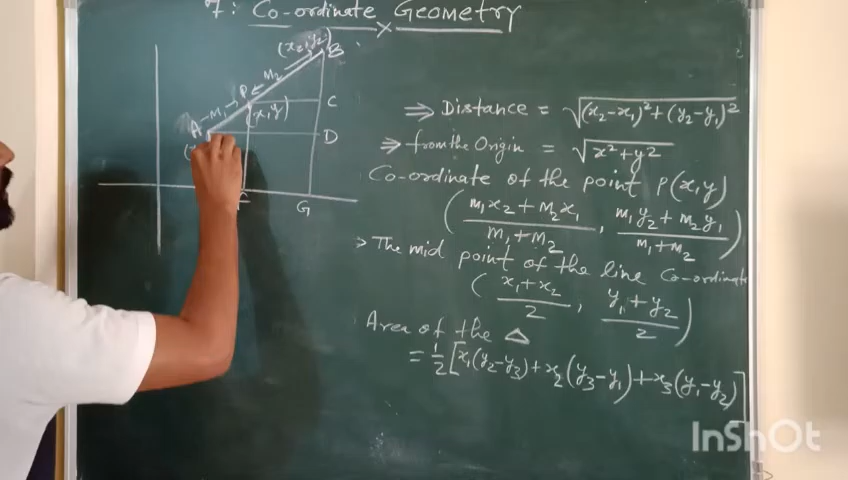 7: Co-ordinate Geometry
(x₂,y₂)
B
M₂
P
M₁
A
(x,y)
C
D
G
⇒ Distance = √((x₂-x₁)²+(y₂-y₁)²)
⇒ from the Origin = √(x²+y²)
Co-ordinate of the point P(x,y)
((m₁x₂+M₂x₁)/(M₁+M₂), (m₁y₂+m₂y₁)/(m₁+m₂))
> The mid point of the line Co-ordinate
((x₁+x₂)/2, (y₁+y₂)/2)
Area of the △
= 1/2[x₁(y₂-y₃)+x₂(y₃-y₁)+x₃(y₁-y₂)]
InShOt